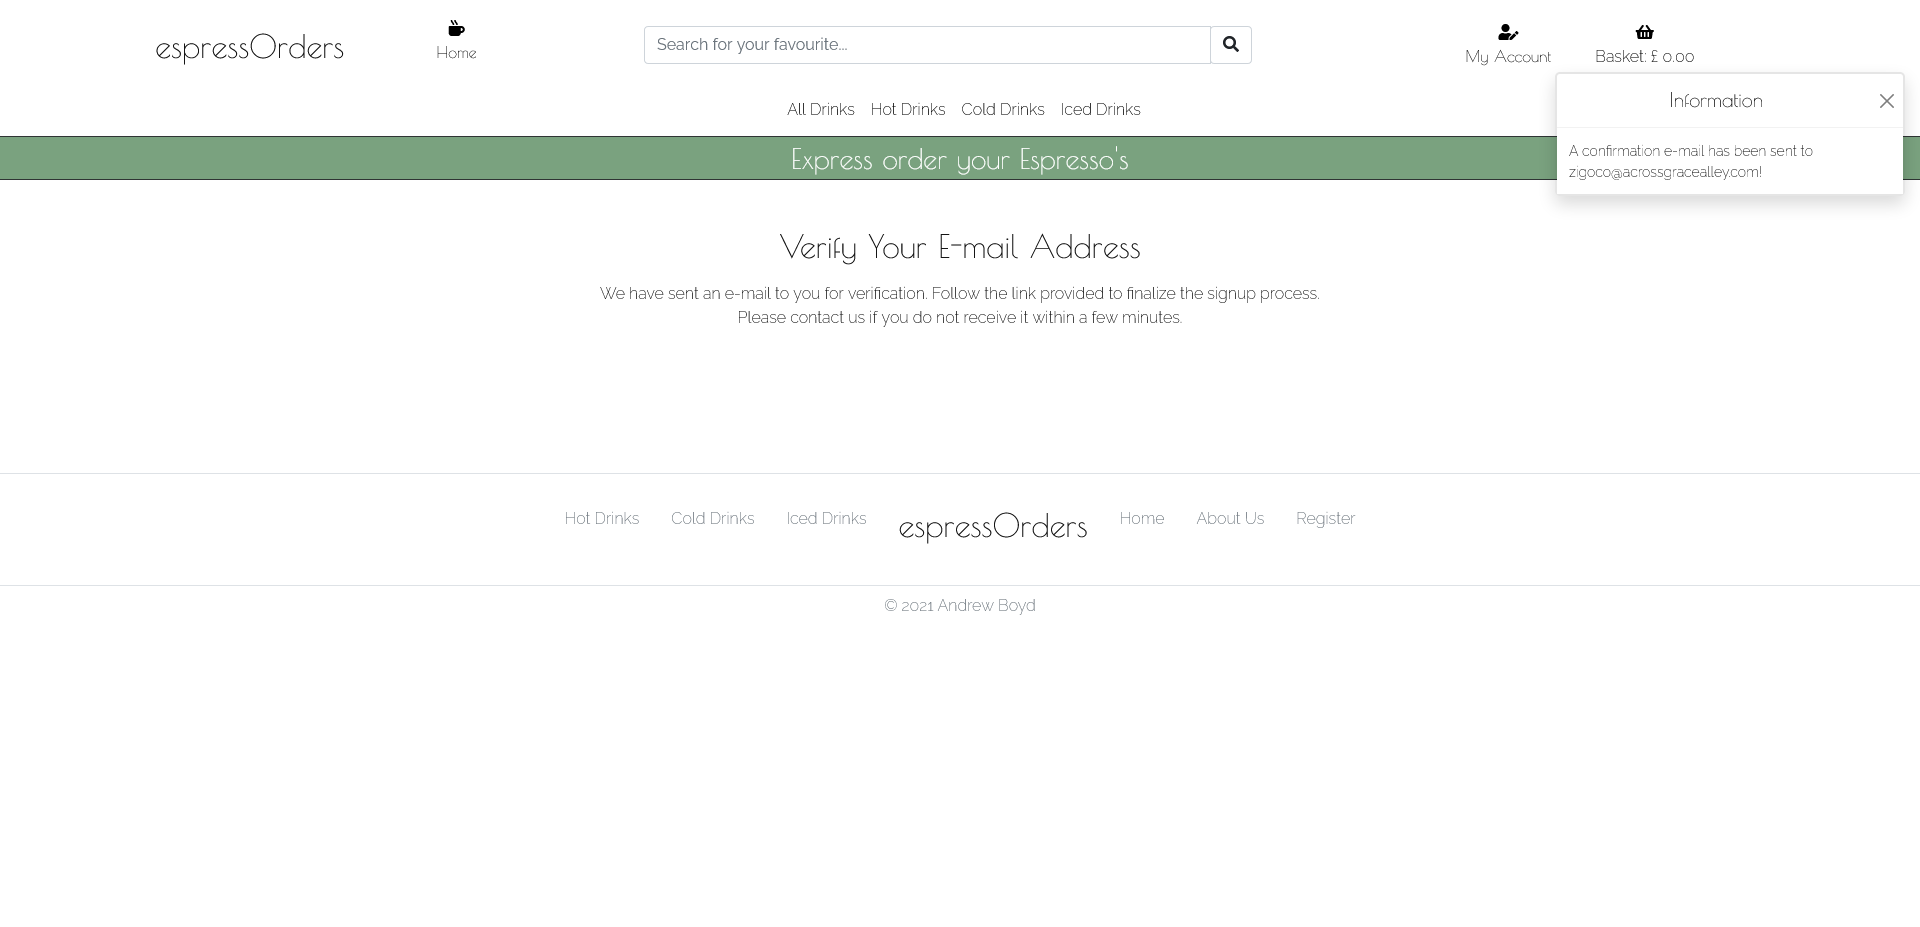 espressOrders
Home
Search for your favourite...
My Account
Basket: £ 0.00
All Drinks
Hot Drinks
Cold Drinks
Iced Drinks
Information
A confirmation e-mail has been sent to
zigoco@acrossgracealley.com!
Express order your Espresso's
Verify Your E-mail Address
We have sent an e-mail to you for verification. Follow the link provided to finalize the signup process.
Please contact us if you do not receive it within a few minutes.
Hot Drinks
Cold Drinks
Iced Drinks
espressOrders
Home
About Us
Register
© 2021 Andrew Boyd